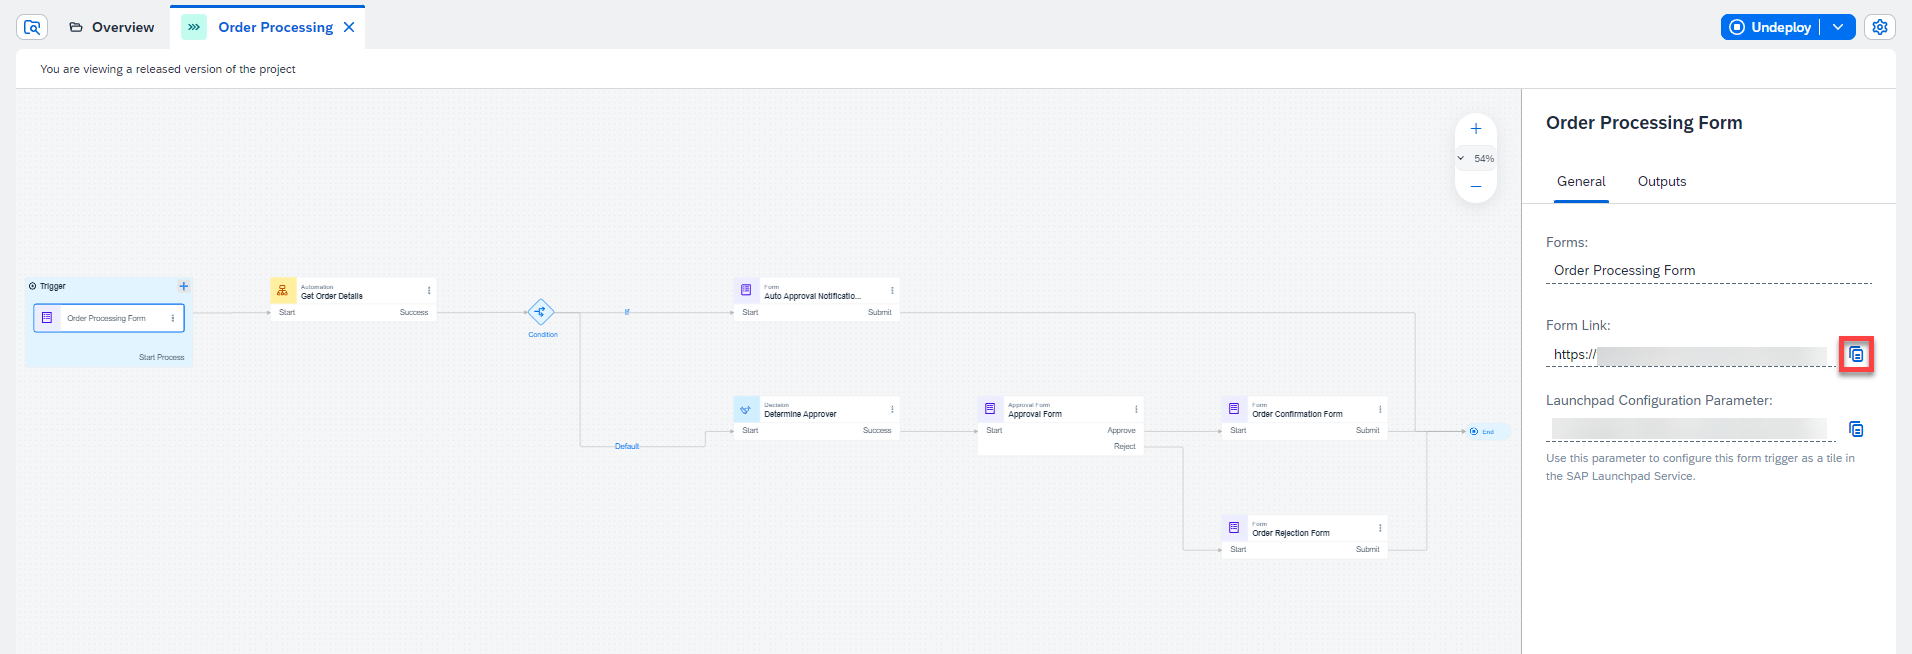 Overview
Order Processing
Undeploy
You are viewing a released version of the project
54%
Trigger
Order Processing Form
Start Process
Automation
Get Order Details
Start
Success
Condition
If
Default
Form
Auto Approval Notificatio...
Start
Submit
Decision
Determine Approver
Start
Success
Approval Form
Approval Form
Start
Approve
Reject
Form
Order Confirmation Form
Start
Submit
Form
Order Rejection Form
Start
Submit
End
Order Processing Form
General
Outputs
Forms:
Order Processing Form
Form Link:
https://
Launchpad Configuration Parameter:
Use this parameter to configure this form trigger as a tile in
the SAP Launchpad Service.